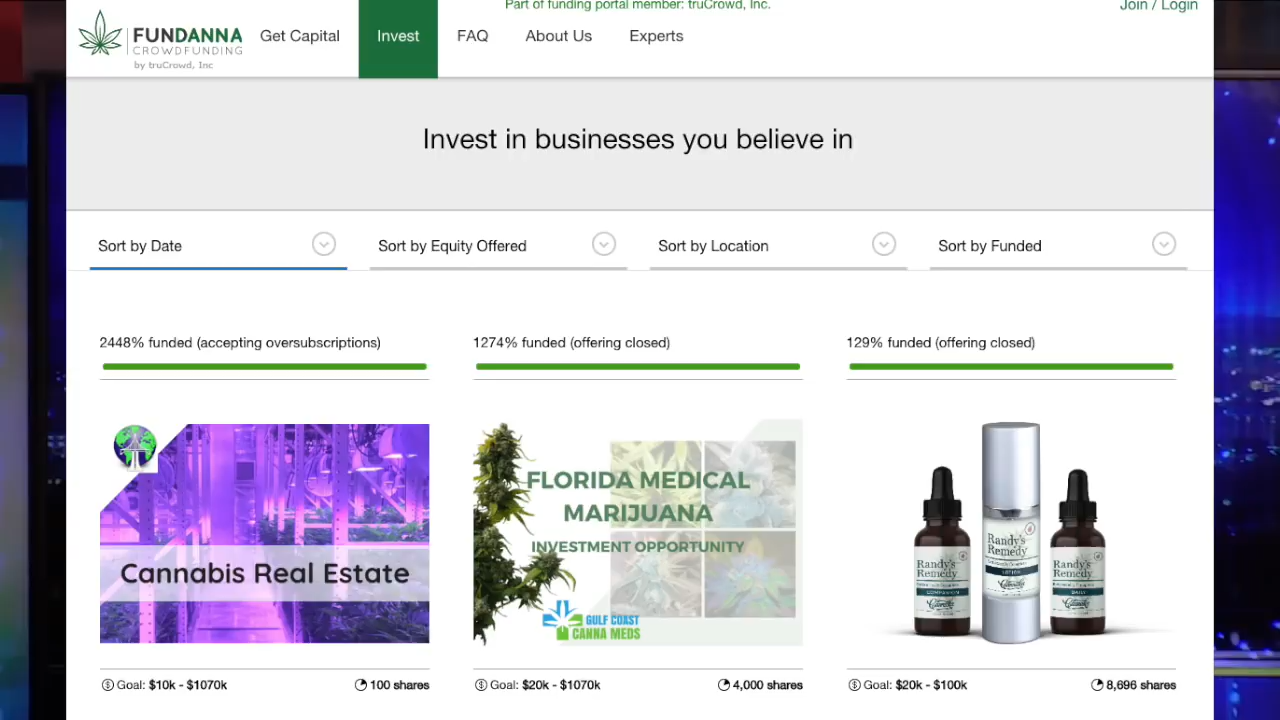 Part of funding portal member: truCrowd, Inc.
Join / Login
FUNDANNA
CROWDFUNDING
by truCrowd, Inc
Get Capital
Invest
FAQ
About Us
Experts
Invest in businesses you believe in
Sort by Date
Sort by Equity Offered
Sort by Location
Sort by Funded
2448% funded (accepting oversubscriptions)
1274% funded (offering closed)
129% funded (offering closed)
Cannabis Real Estate
FLORIDA MEDICAL
MARIJUANA
INVESTMENT OPPORTUNITY
GULF COAST
CANNA MEDS
Randy's
Remedy
COMPANION
Randy's
Remedy
LOTION
Randy's
Remedy
DAILY
Goal: $10k - $1070k
100 shares
Goal: $20k - $1070k
4,000 shares
Goal: $20k - $100k
8,696 shares